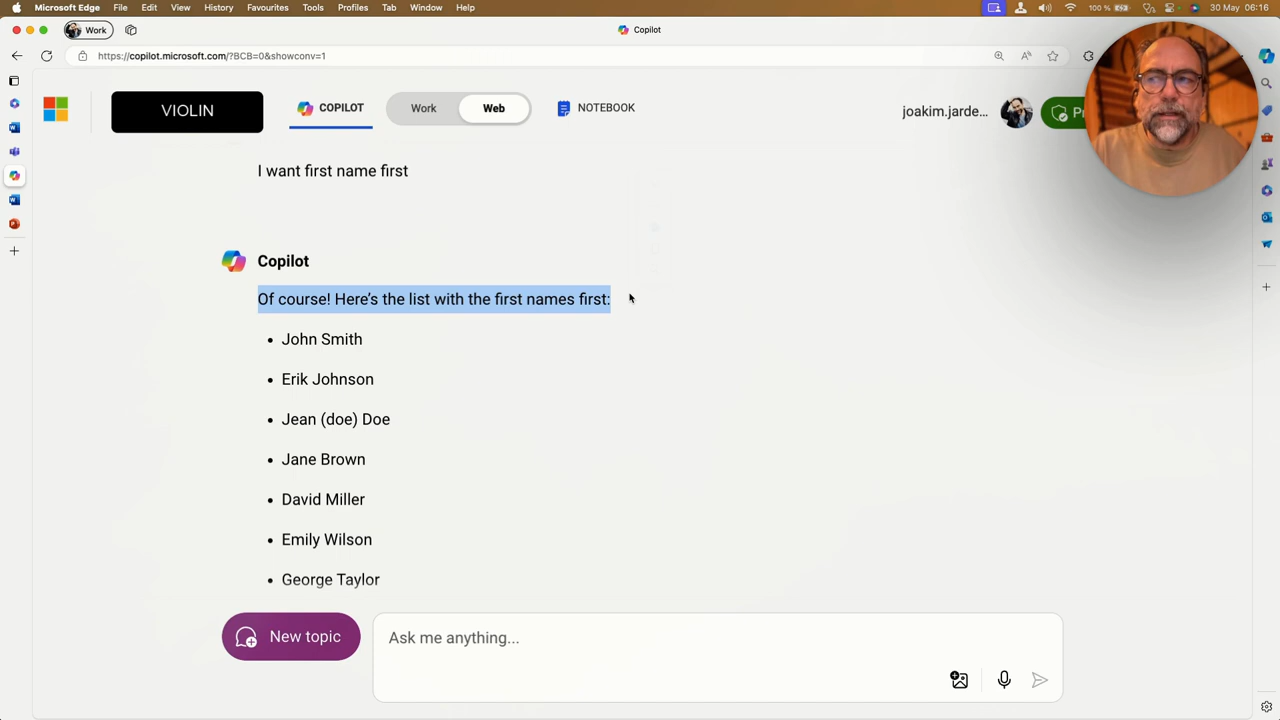 Microsoft Edge File Edit View History Favourites Tools Profiles Tab Window Help 100 % 30 May 06:16
Work Copilot
https://copilot.microsoft.com/?BCB=0&showconv=1
VIOLIN COPILOT Work Web NOTEBOOK joakim.jarde...
I want first name first
Copilot
Of course! Here’s the list with the first names first:
• John Smith
• Erik Johnson
• Jean (doe) Doe
• Jane Brown
• David Miller
• Emily Wilson
• George Taylor
New topic Ask me anything...